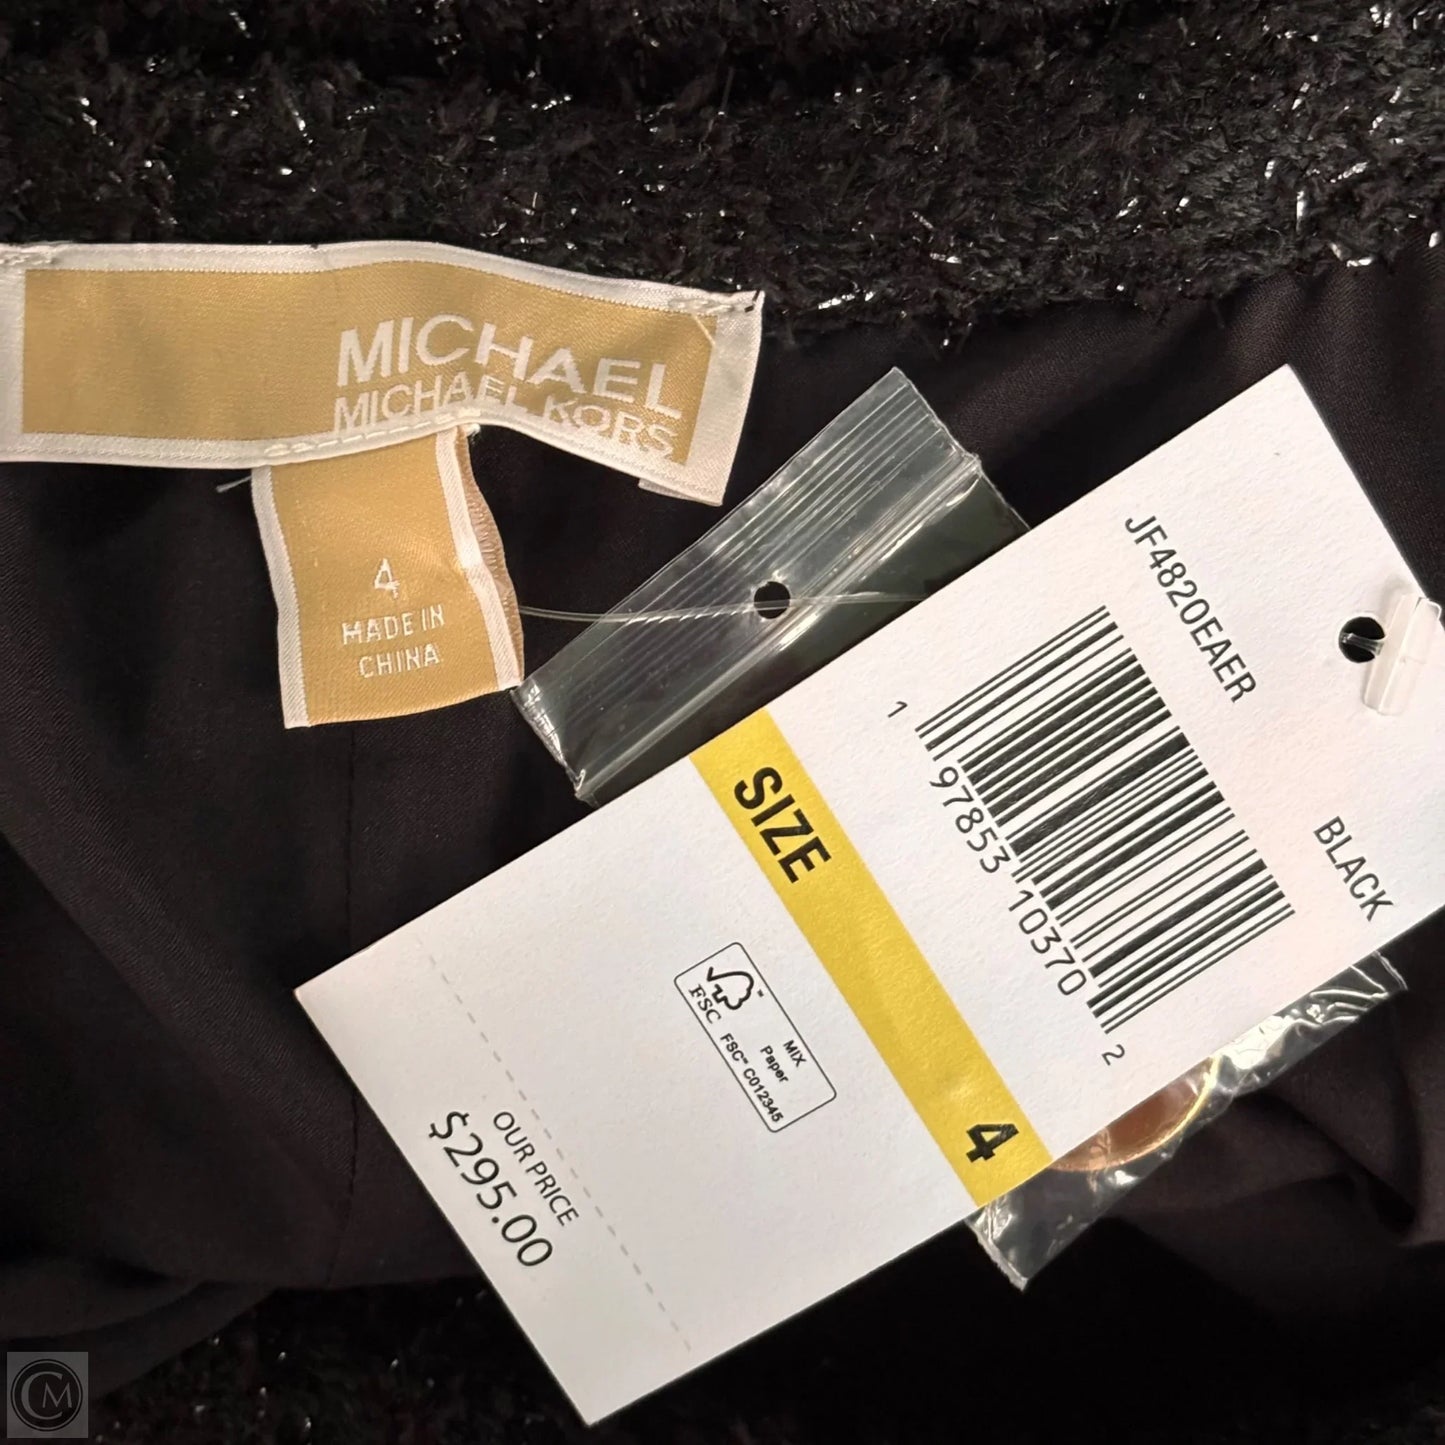 MICHAEL
MICHAEL KORS
4
MADE IN
CHINA
JF4820EAER
1 97853 10370 2
BLACK
SIZE
4
FSC
MIX
Paper
FSC™ C012345
OUR PRICE
$295.00
CM